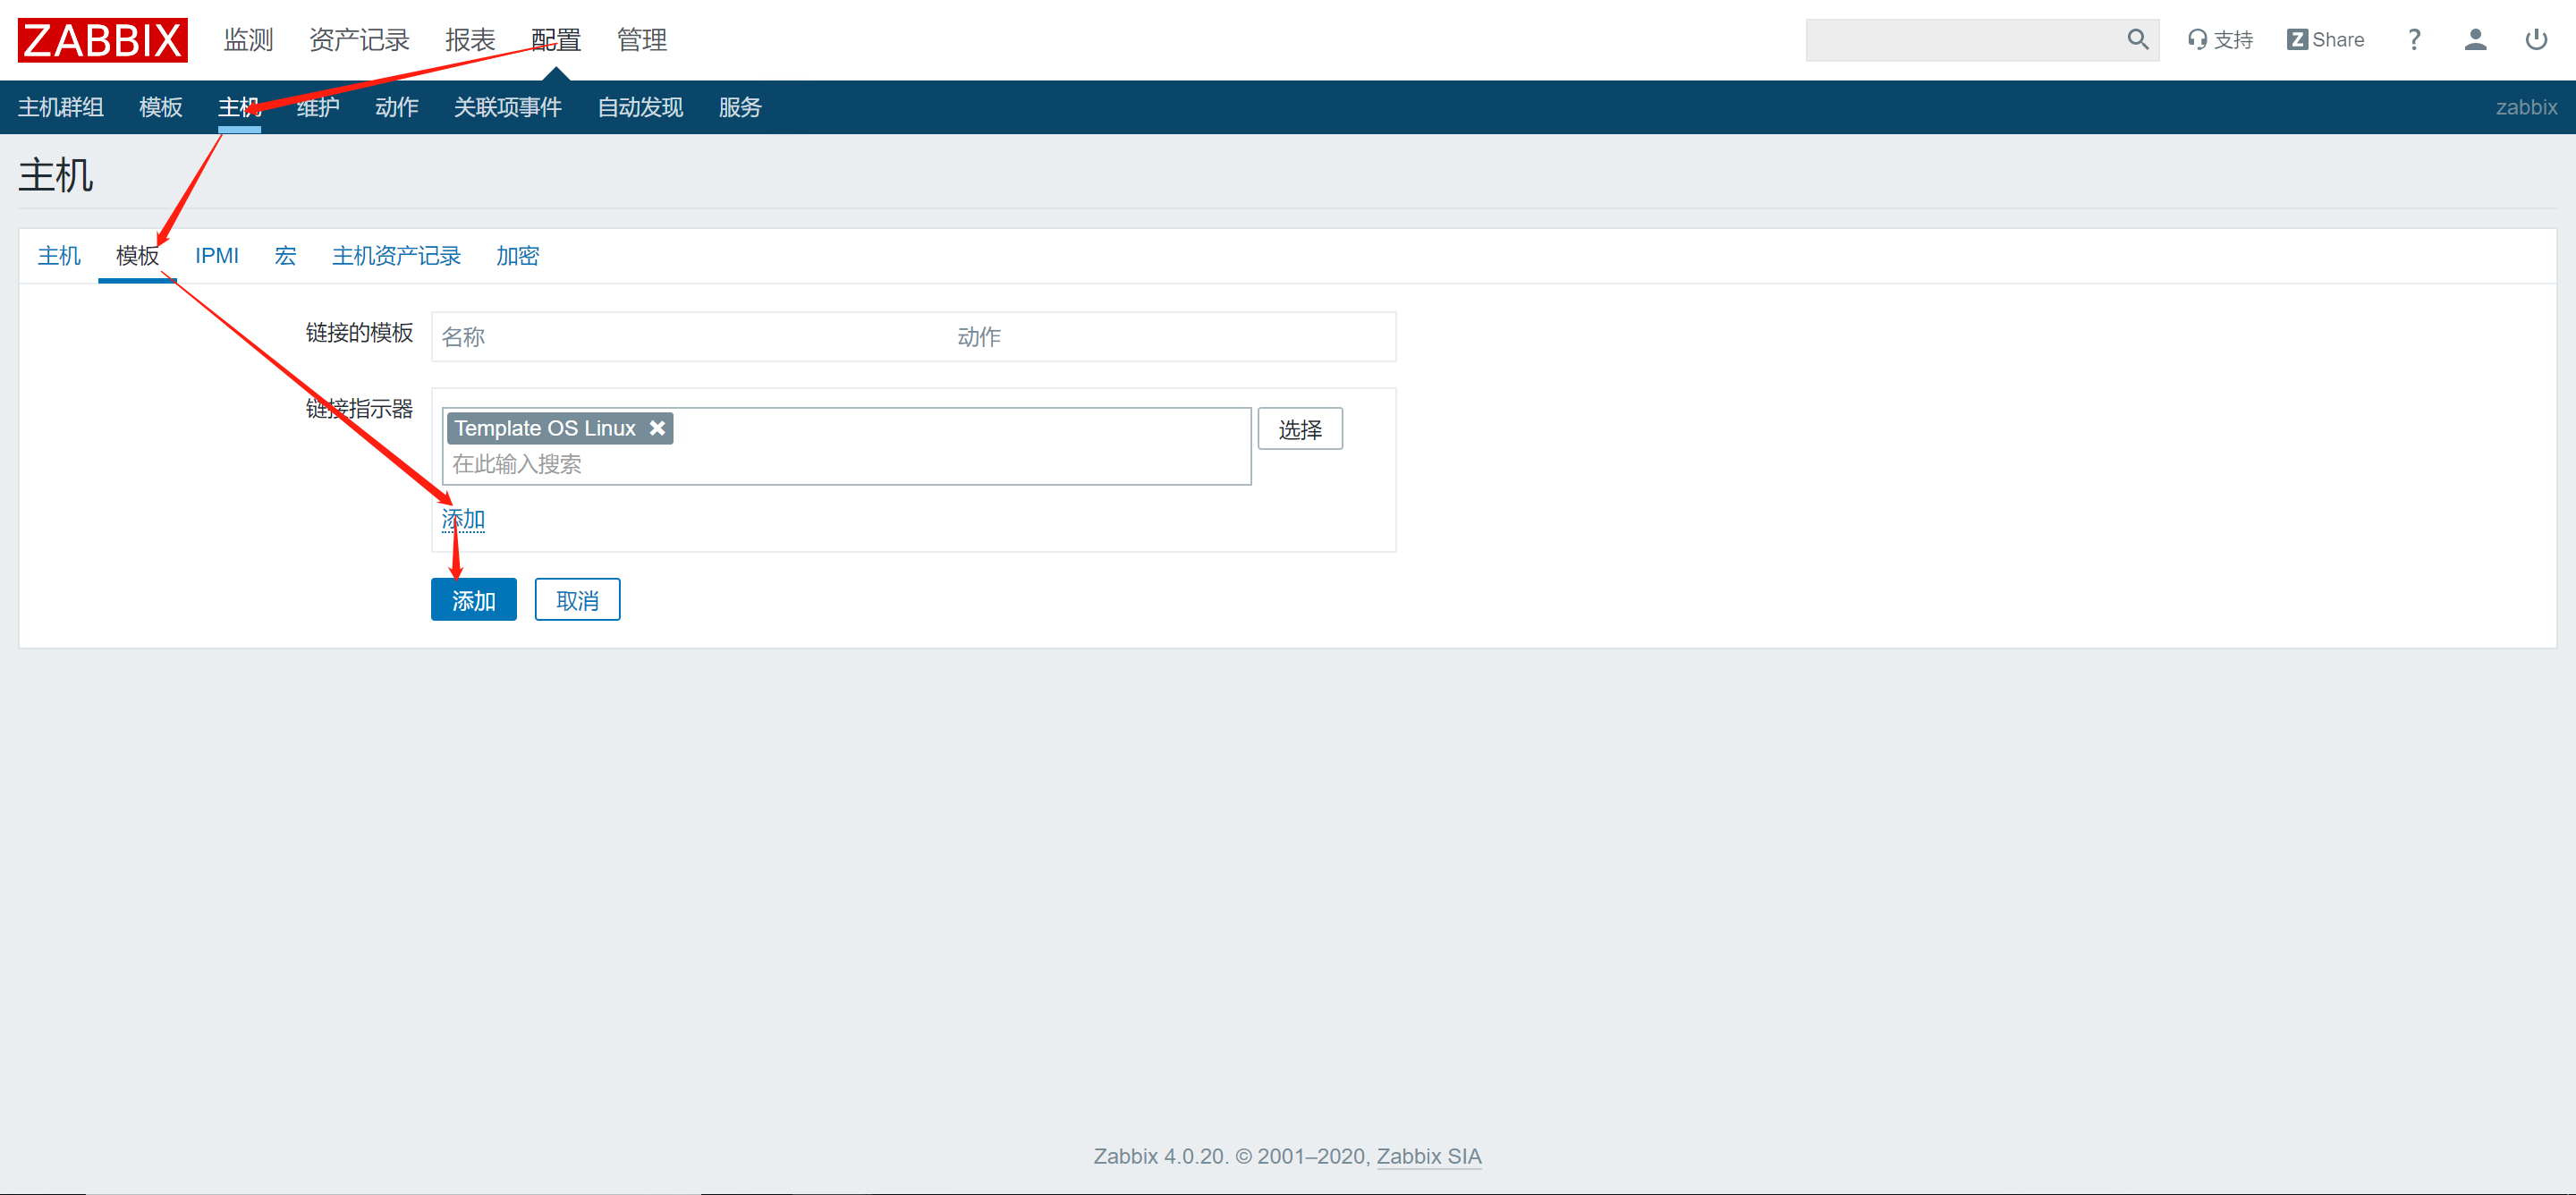 ZABBIX 监测 资产记录 报表 配置 管理 支持 Z Share ?
主机群组 模板 主机 维护 动作 关联项事件 自动发现 服务 zabbix
主机
主机 模板 IPMI 宏 主机资产记录 加密
链接的模板 名称 动作
链接指示器 Template OS Linux 选择
在此输入搜索
添加
添加 取消
Zabbix 4.0.20. © 2001–2020, Zabbix SIA